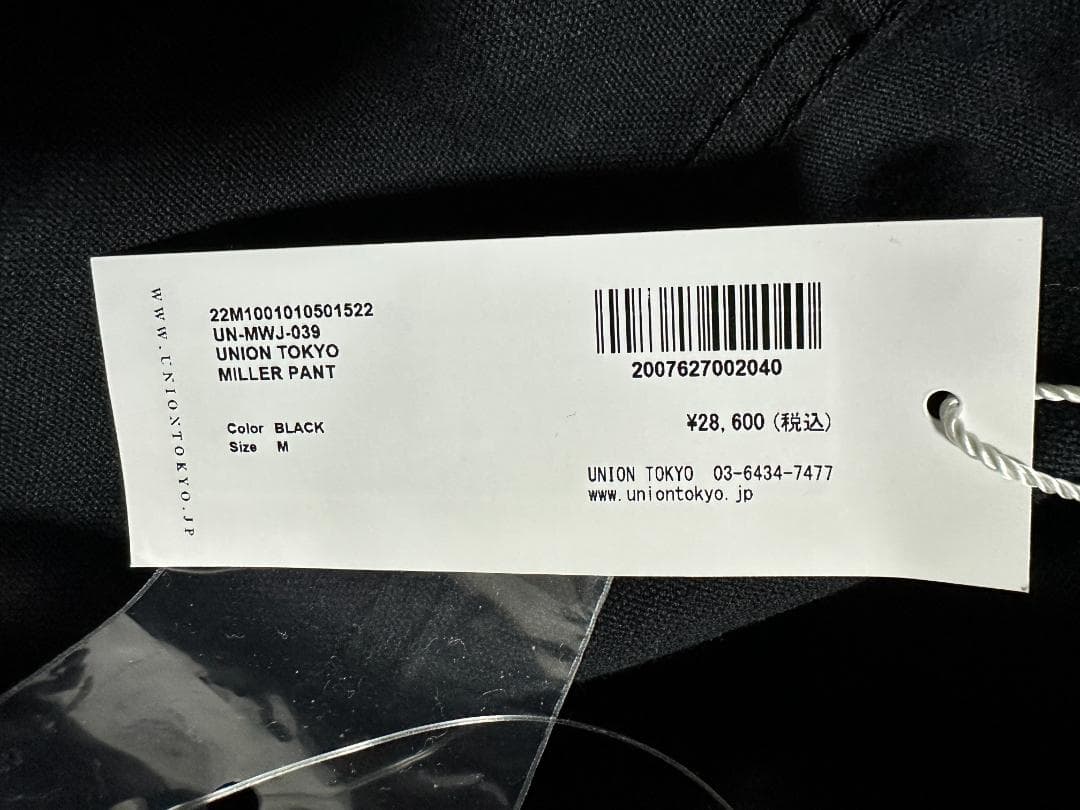 WWW.UNIONTOKYO.JP
22M1001010501522
UN-MWJ-039
UNION TOKYO
MILLER PANT
Color BLACK
Size M
2007627002040
¥28,600(税込)
UNION TOKYO 03-6434-7477
www.uniontokyo.jp